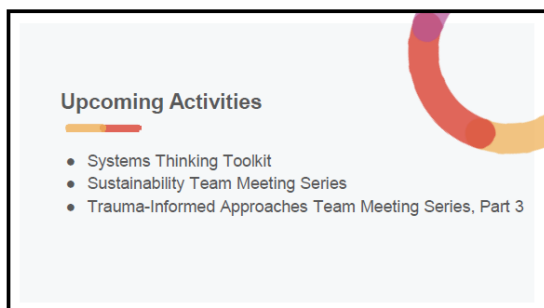 Upcoming Activities
● Systems Thinking Toolkit
● Sustainability Team Meeting Series
● Trauma-Informed Approaches Team Meeting Series, Part 3